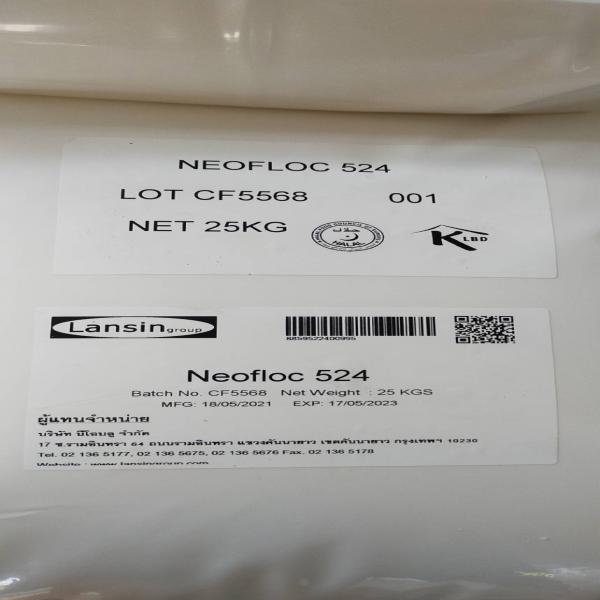 NEOFLOC 524
LOT CF5568 001
NET 25KG
HALAL
K LBD
Lansin group
8859522400995
Neofloc 524
Batch No. CF5568 Net Weight : 25 KGS
MFG: 18/05/2021 EXP: 17/05/2023
ผู้แทนจำหน่าย
บริษัท นีโอนลู จำกัด
17 ซ.รามอินทรา 64 ถนนรามอินทรา แขวงคันนายาว เขตคันนายาว กรุงเทพฯ 10230
Tel. 02 136 5177, 02 136 5675, 02 136 5676 Fax. 02 136 5178
Website : www.lansingroup.com